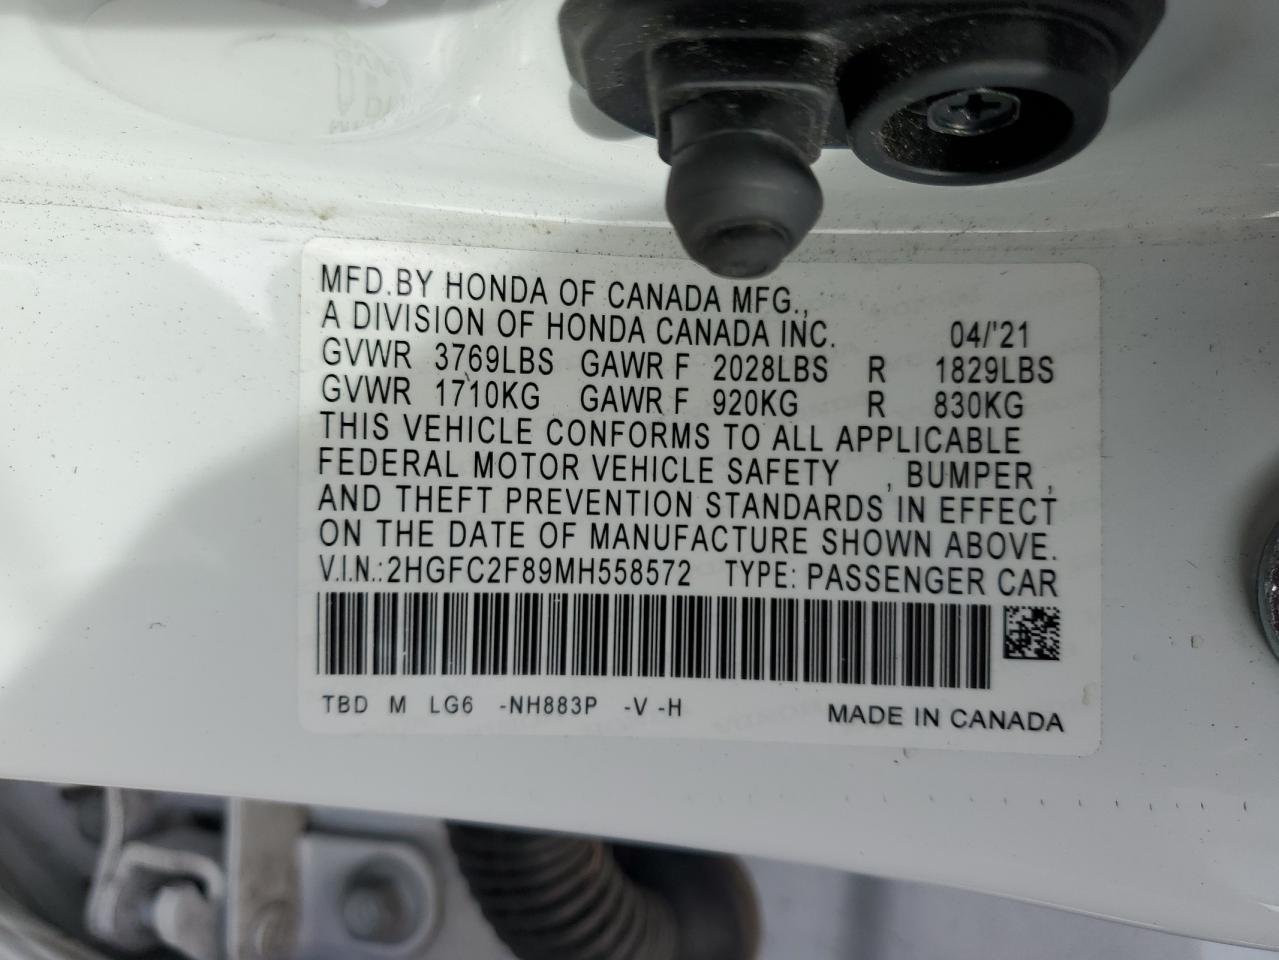 MFD.BY HONDA OF CANADA MFG.,
A DIVISION OF HONDA CANADA INC. 04/'21
GVWR 3769LBS GAWR F 2028LBS R 1829LBS
GVWR 1710KG GAWR F 920KG R 830KG
THIS VEHICLE CONFORMS TO ALL APPLICABLE
FEDERAL MOTOR VEHICLE SAFETY , BUMPER ,
AND THEFT PREVENTION STANDARDS IN EFFECT
ON THE DATE OF MANUFACTURE SHOWN ABOVE.
V.I.N.:2HGFC2F89MH558572 TYPE: PASSENGER CAR
TBD M LG6 -NH883P -V -H
MADE IN CANADA